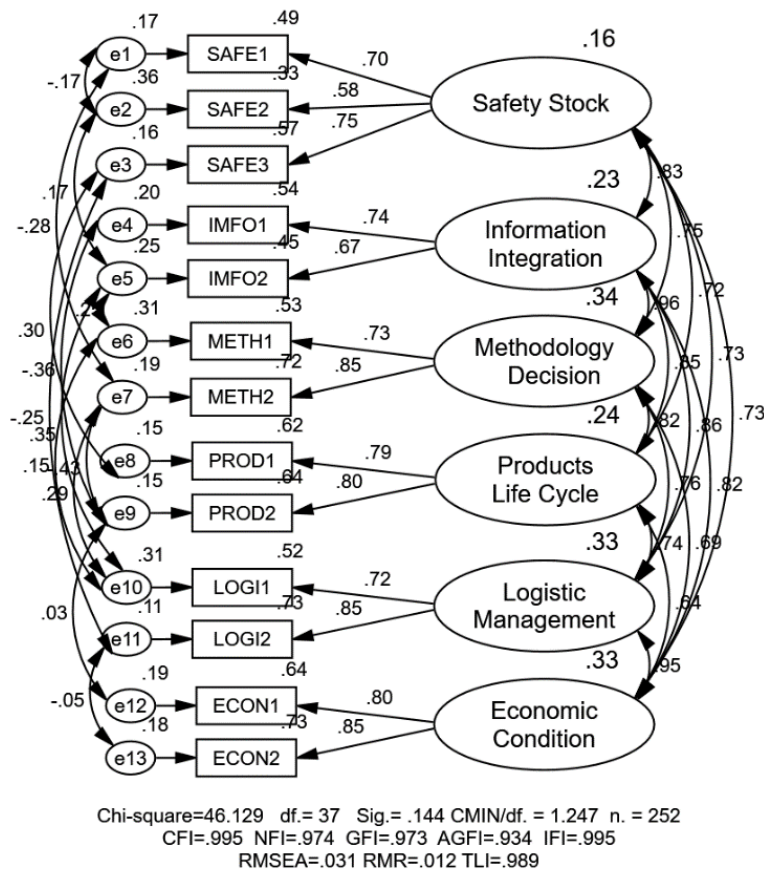 .17 .49 .16
e1 SAFE1 .70
-.17 .36 .33 .58 Safety Stock
e2 SAFE2
.16 .57 .75
e3 SAFE3 .83
.17 .20 .54 .23 .75
-.28 e4 IMFO1 .74 Information
.25 .45 .67 Integration .72
e5 IMFO2
.31 .53 .34 .96
.30 e6 METH1 .73 Methodology .85 .73
.19 .72 .85 Decision
-.36 e7 METH2 .73
-.25 .15 .62 .24 .82 .86
.35 e8 PROD1 .79 Products
.15 -.43 .15 .64 .80 Life Cycle .76 .82
.29 e9 PROD2
.31 .52 .33 .74 .69
e10 LOGI1 .72 Logistic
.03 .11 .73 .85 Management .64
e11 LOGI2
.19 .64 .33 .95
-.05 e12 ECON1 .80 Economic
.18 .73 .85 Condition
e13 ECON2
Chi-square=46.129 df.= 37 Sig.= .144 CMIN/df. = 1.247 n. = 252
CFI=.995 NFI=.974 GFI=.973 AGFI=.934 IFI=.995
RMSEA=.031 RMR=.012 TLI=.989